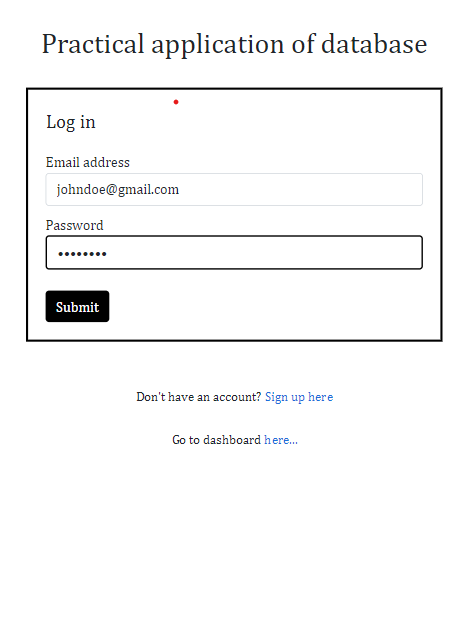 Practical application of database
Log in
Email address
johndoe@gmail.com
Password
••••••••
Submit
Don't have an account? Sign up here
Go to dashboard here...